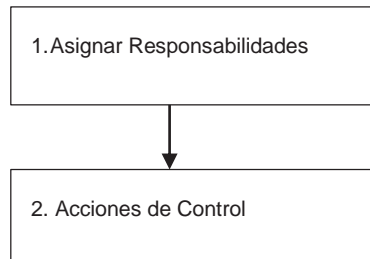 1.Asignar Responsabilidades
2. Acciones de Control